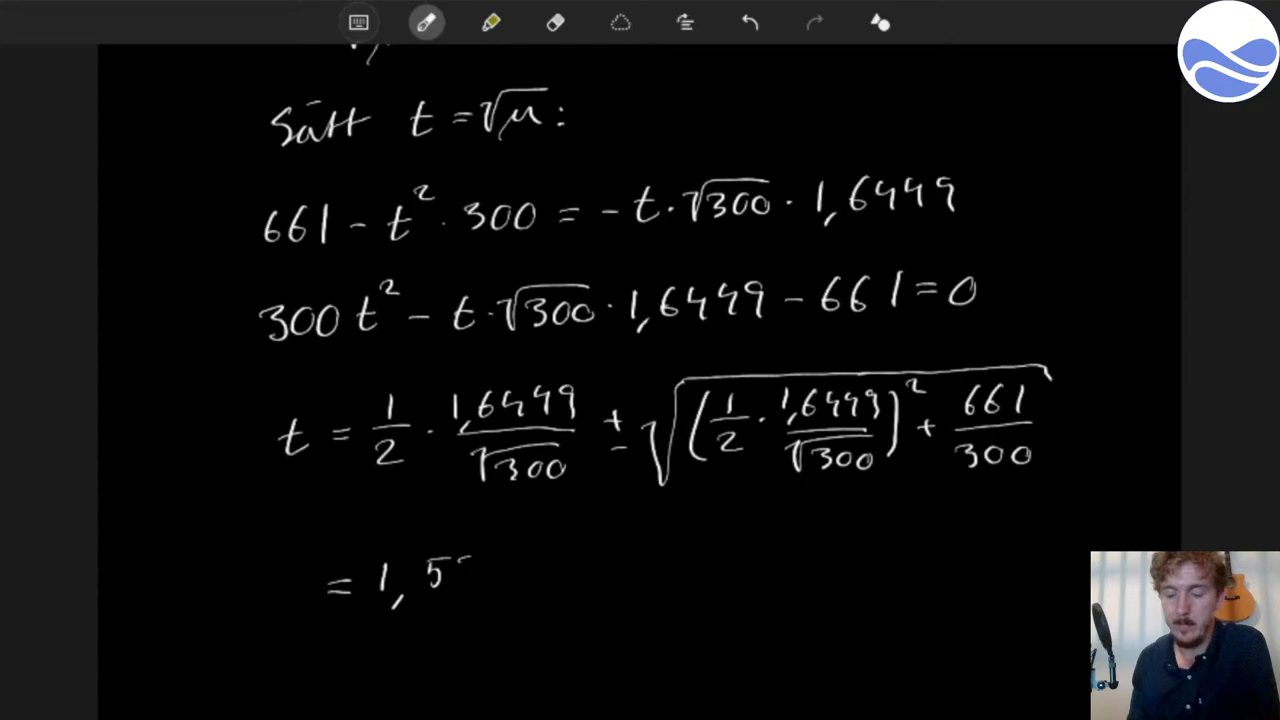 Sätt t = √μ:
661 − t² · 300 = − t · √300 · 1,6449
300 t² − t · √300 · 1,6449 − 661 = 0
t = 1/2 · 1,6449/√300 ± √((1/2 · 1,6449/√300)² + 661/300)
= 1, 5